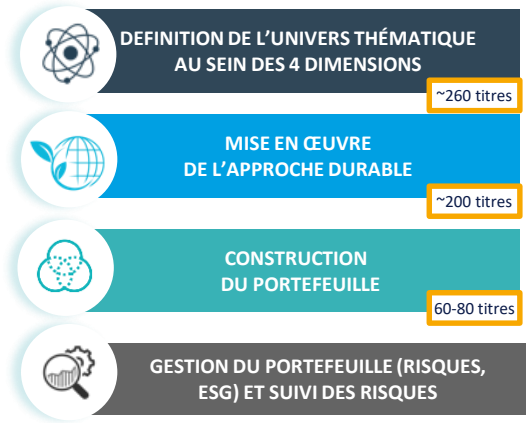 DEFINITION DE L’UNIVERS THÉMATIQUE
AU SEIN DES 4 DIMENSIONS
~260 titres
MISE EN ŒUVRE
DE L’APPROCHE DURABLE
~200 titres
CONSTRUCTION
DU PORTEFEUILLE
60-80 titres
GESTION DU PORTEFEUILLE (RISQUES,
ESG) ET SUIVI DES RISQUES